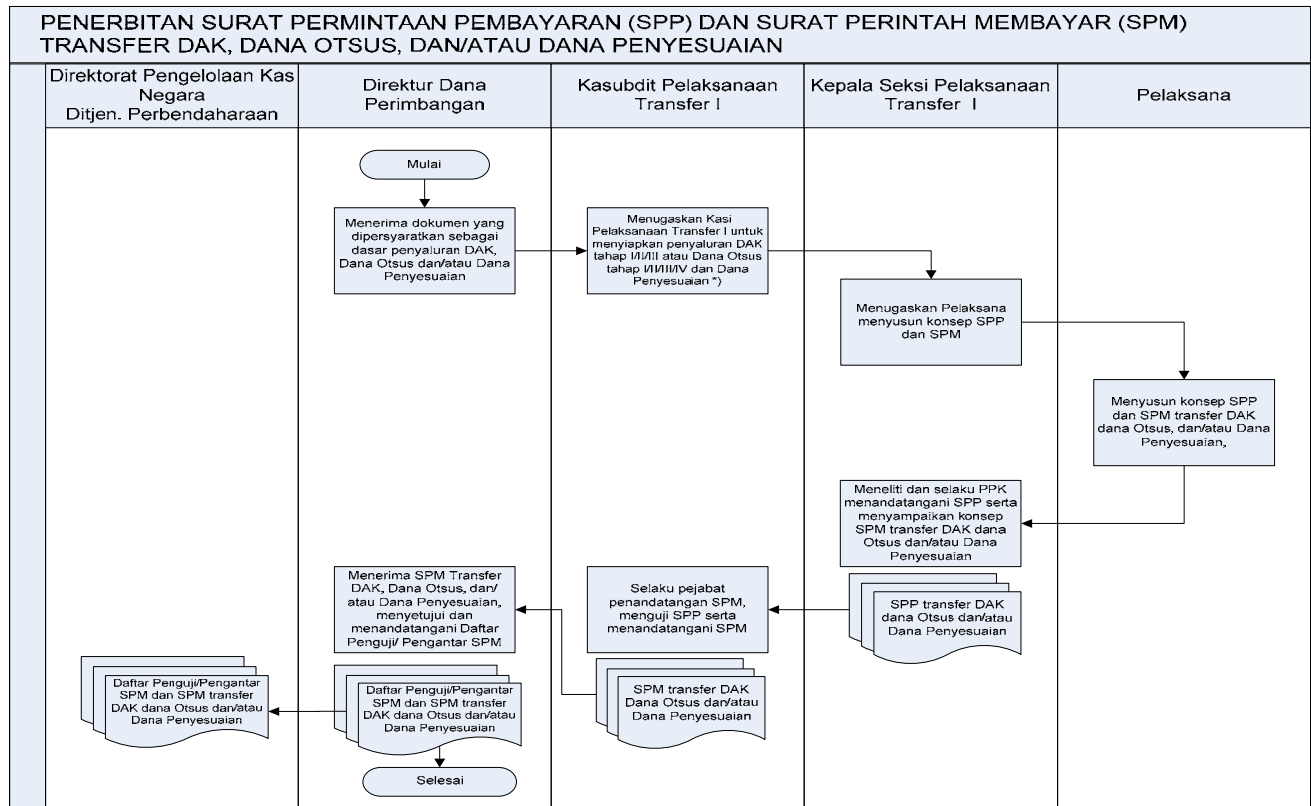 PENERBITAN SURAT PERMINTAAN PEMBAYARAN (SPP) DAN SURAT PERINTAH MEMBAYAR (SPM)
TRANSFER DAK, DANA OTSUS, DAN/ATAU DANA PENYESUAIAN
Direktorat Pengelolaan Kas
Negara
Ditjen. Perbendaharaan
Direktur Dana
Perimbangan
Kasubdit Pelaksanaan
Transfer I
Kepala Seksi Pelaksanaan
Transfer I
Pelaksana
Mulai
Menerima dokumen yang
dipersyaratkan sebagai
dasar penyaluran DAK,
Dana Otsus dan/atau Dana
Penyesuaian
Menugaskan Kasi
Pelaksanaan Transfer I untuk
menyiapkan penyaluran DAK
tahap I/II/III atau Dana Otsus
tahap I/II/III/IV dan Dana
Penyesuaian *)
Menugaskan Pelaksana
menyusun konsep SPP
dan SPM
Menyusun konsep SPP
dan SPM transfer DAK
dana Otsus, dan/atau Dana
Penyesuaian,
Meneliti dan selaku PPK
menandatangani SPP serta
menyampaikan konsep
SPM transfer DAK dana
Otsus dan/atau Dana
Penyesuaian
SPP transfer DAK
dana Otsus dan/atau
Dana Penyesuaian
Selaku pejabat
penandatangan SPM,
menguji SPP serta
menandatangani SPM
SPM transfer DAK
Dana Otsus dan/atau
Dana Penyesuaian
Menerima SPM Transfer
DAK, Dana Otsus, dan/
atau Dana Penyesuaian,
menyetujui dan
menandatangani Daftar
Penguji/ Pengantar SPM
Daftar Penguji/Pengantar
SPM dan SPM transfer
DAK dana Otsus dan/atau
Dana Penyesuaian
Daftar Penguji/Pengantar
SPM dan SPM transfer
DAK dana Otsus dan/atau
Dana Penyesuaian
Selesai